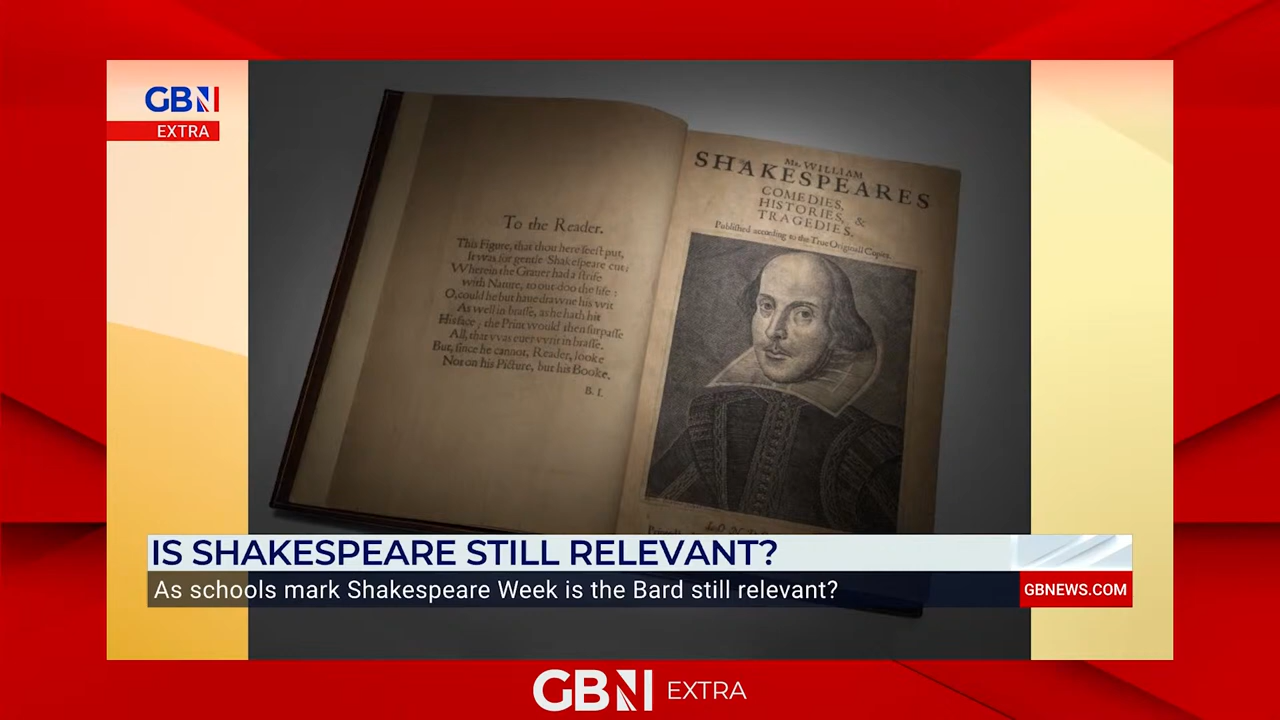 GBN
EXTRA
To the Reader.
This Figure, that thou here seest put,
It was for gentle Shakespeare cut;
Wherein the Grauer had a strife
with Nature, to out-doo the life :
O, could he but haue drawne his wit
As well in brasse, as he hath hit
His face ; the Print would then surpasse
All, that vvas euer vvrit in brasse.
But, since he cannot, Reader, looke
Not on his Picture, but his Booke.
B. I.
Mr. WILLIAM
SHAKESPEARES
COMEDIES,
HISTORIES, &
TRAGEDIES.
Published according to the True Originall Copies.
IS SHAKESPEARE STILL RELEVANT?
As schools mark Shakespeare Week is the Bard still relevant?
GBNEWS.COM
GBN EXTRA